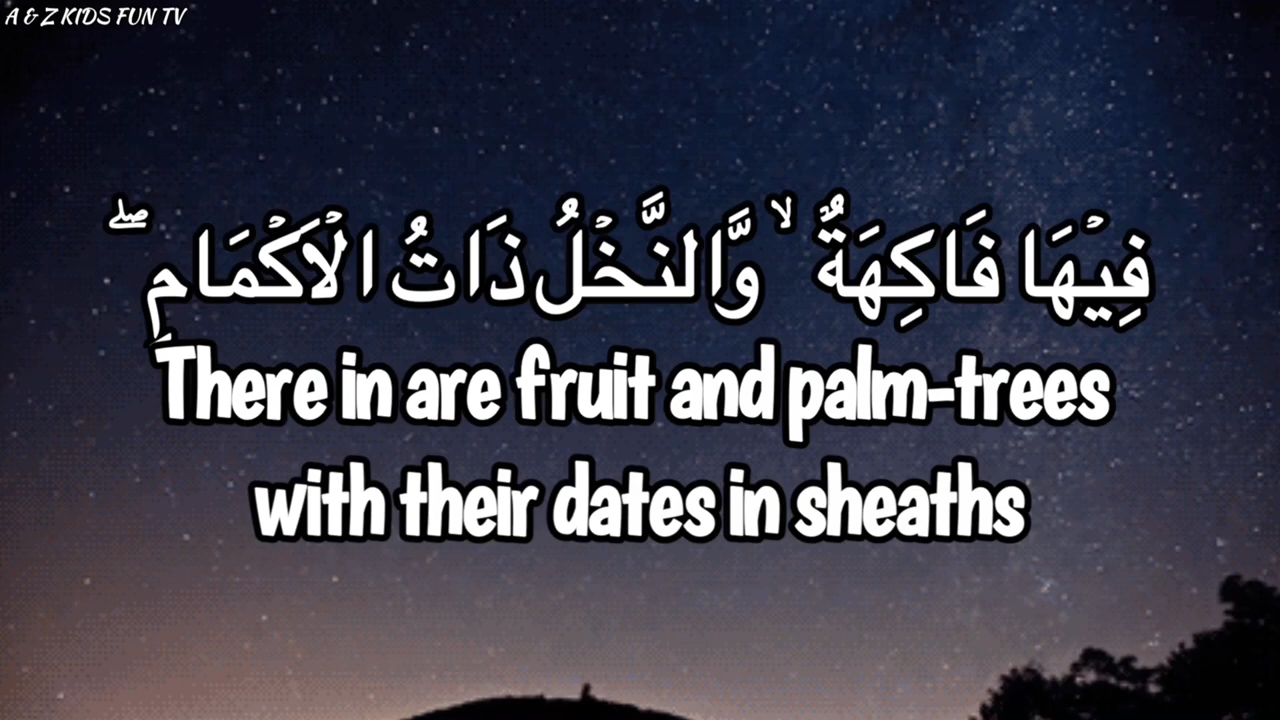 A & Z KIDS FUN TV
فِيْهَا فَاكِهَةٌ ۙ وَّالنَّخْلُ ذَاتُ الْاَكْمَامِ ۖ
There in are fruit and palm-trees
with their dates in sheaths